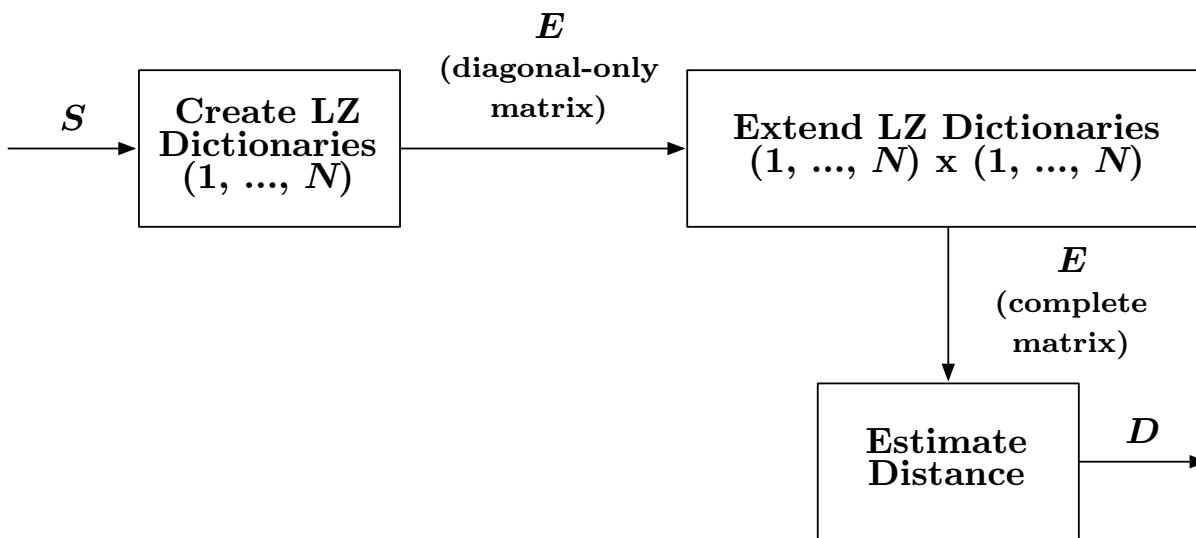 S
Create LZ
Dictionaries
(1, ..., N)
E
(diagonal-only
matrix)
Extend LZ Dictionaries
(1, ..., N) x (1, ..., N)
E
(complete
matrix)
Estimate
Distance
D